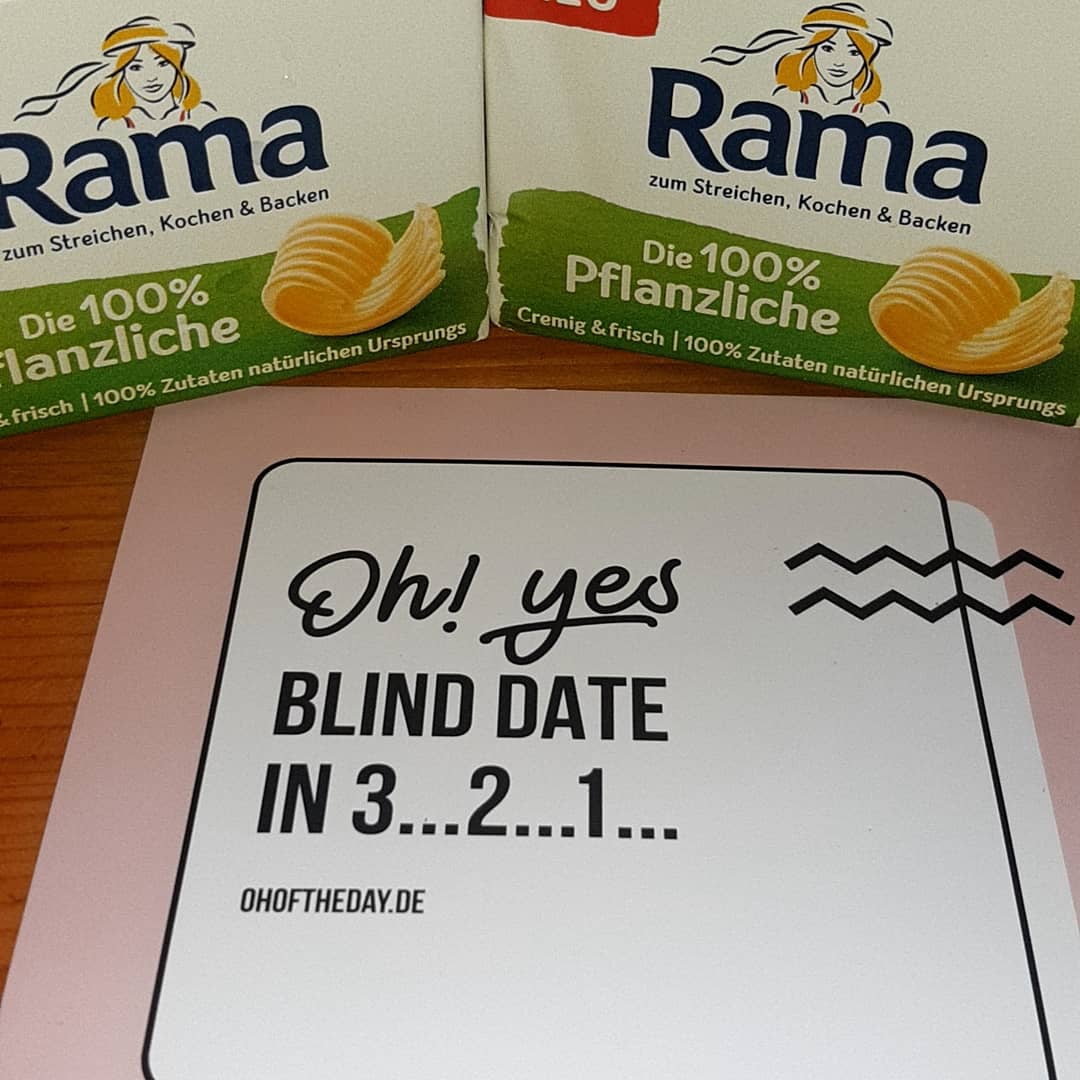 Rama
zum Streichen, Kochen & Backen
Die 100%
& frisch | 100% Zutaten natürlichen Ursprungs
Rama
zum Streichen, Kochen & Backen
Die 100%
Pflanzliche
Cremig & frisch | 100% Zutaten natürlichen Ursprungs
Oh! yes
BLIND DATE
IN 3...2...1...
OHOFTHEDAY.DE